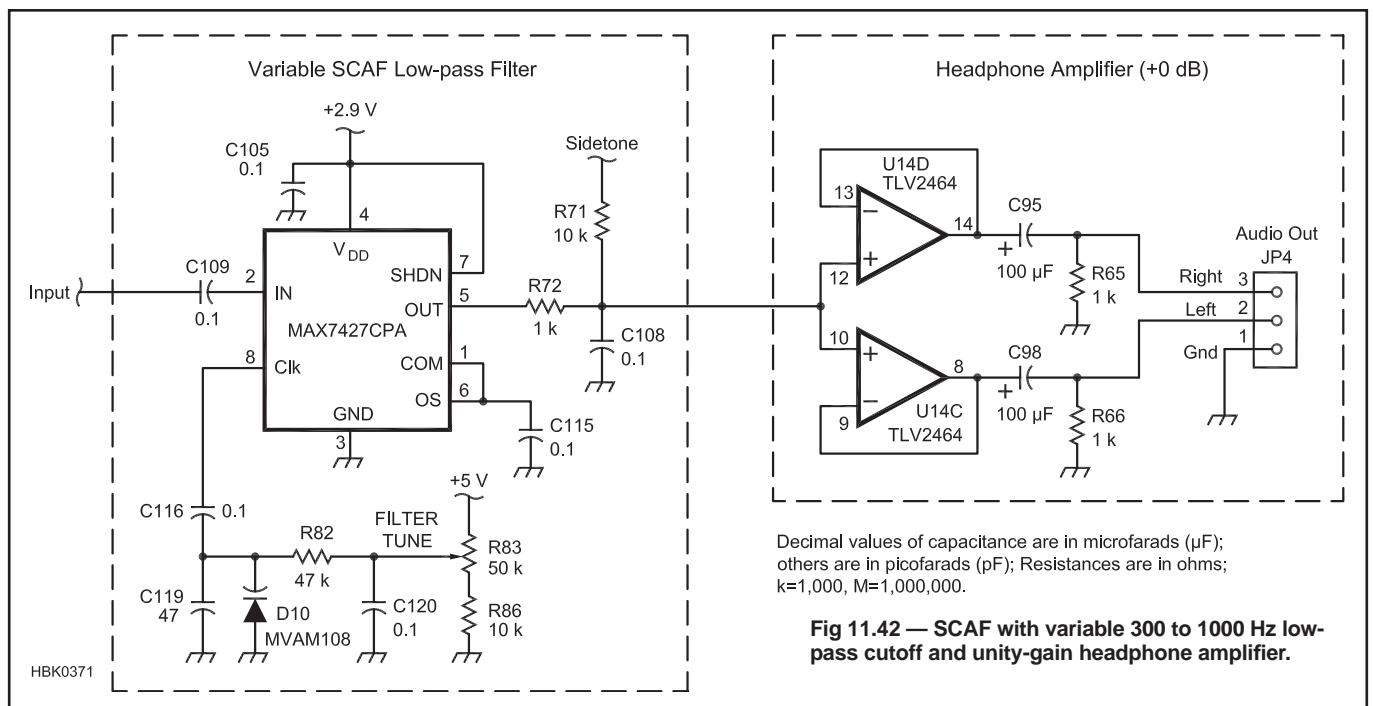 Variable SCAF Low-pass Filter
+2.9 V
C105
0.1
4
VDD
C109
0.1
Input
2
IN
SHDN
7
OUT
5
MAX7427CPA
8
Clk
COM
1
OS
6
GND
3
C115
0.1
R72
1 k
Sidetone
R71
10 k
C108
0.1
C116
0.1
R82
47 k
FILTER
TUNE
+5 V
R83
50 k
R86
10 k
C119
47
D10
MVAM108
C120
0.1
HBK0371
Headphone Amplifier (+0 dB)
U14D
TLV2464
13
−
+
12
14
C95
+
100 µF
R65
1 k
10
+
−
9
8
U14C
TLV2464
C98
+
100 µF
R66
1 k
Audio Out
JP4
Right
3
Left
2
1
Gnd
Decimal values of capacitance are in microfarads (µF);
others are in picofarads (pF); Resistances are in ohms;
k=1,000, M=1,000,000.
Fig 11.42 — SCAF with variable 300 to 1000 Hz low-
pass cutoff and unity-gain headphone amplifier.